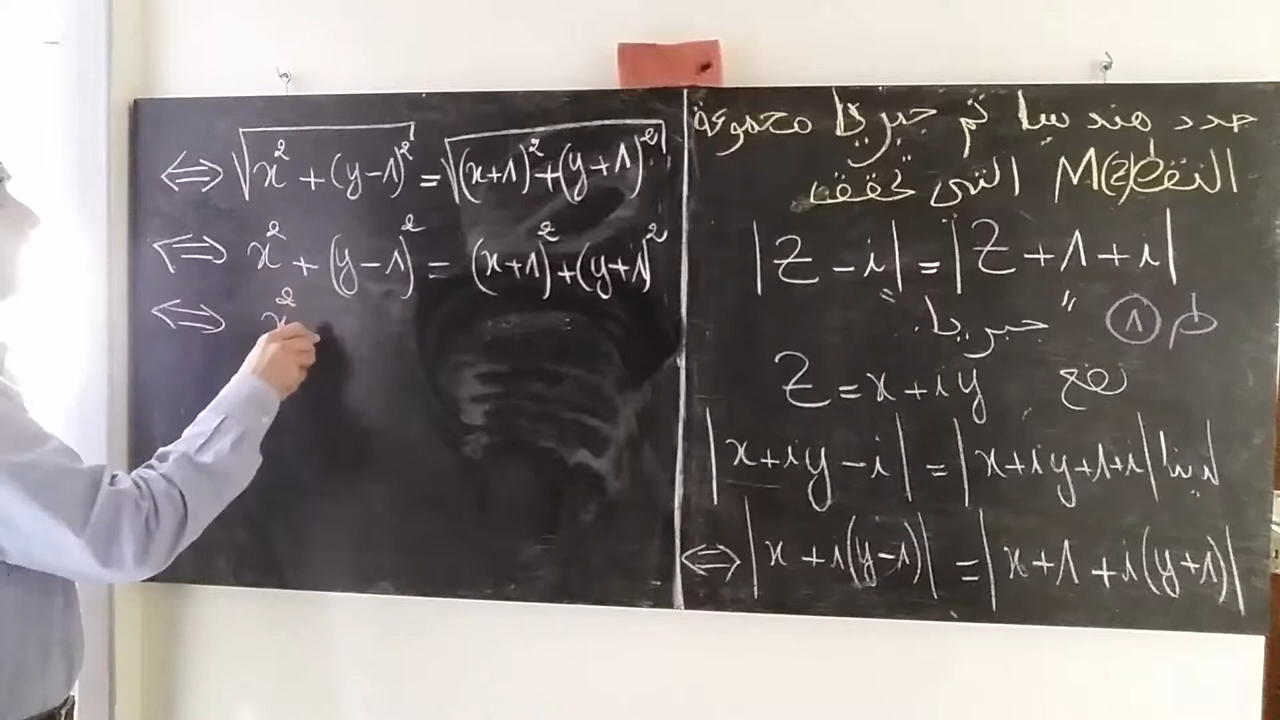 حدد هندسيا ثم جبريا مجموعة
النقط M(z) التي تحقق
|Z - i| = |Z + 1 + i|
ط ① "جبريا."
نضع Z = x + iy
لدينا |x + iy - i| = |x + iy + 1 + i|
⇔ |x + i(y - 1)| = |x + 1 + i(y + 1)|
⇔ √(x² + (y - 1)²) = √((x + 1)² + (y + 1)²)
⇔ x² + (y - 1)² = (x + 1)² + (y + 1)²
⇔ x²